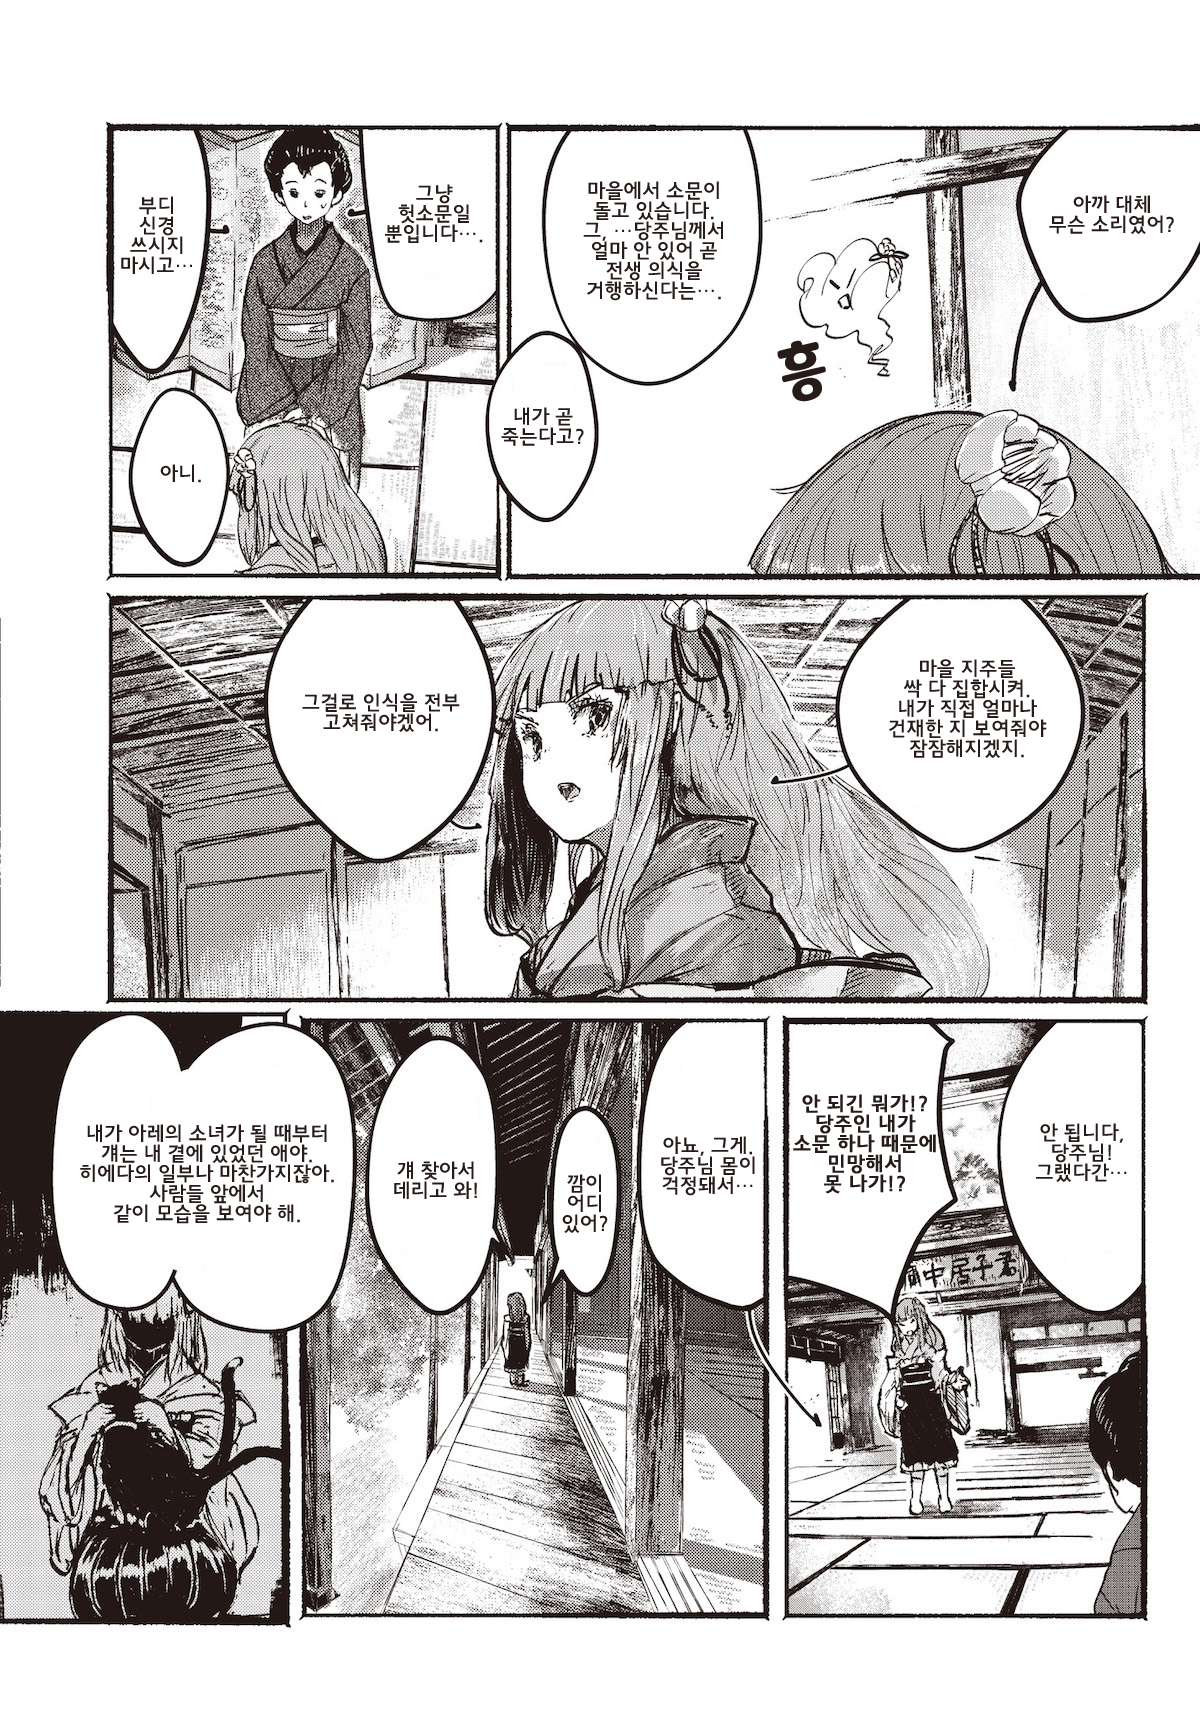 아까 대체
무슨 소리였어?
흥
마을에서 소문이
돌고 있습니다.
그, …당주님께서
얼마 안 있어 곧
전생 의식을
거행하신다는….
내가 곧
죽는다고?
그냥
헛소문일
뿐입니다….
부디
신경
쓰시지
마시고…
아니.
마을 지주들
싹 다 집합시켜.
내가 직접 얼마나
건재한 지 보여줘야
잠잠해지겠지.
그걸로 인식을 전부
고쳐줘야겠어.
안 됩니다,
당주님!
그랬다간…
안 되긴 뭐가!?
당주인 내가
소문 하나 때문에
민망해서
못 나가!?
中居子君
아뇨, 그게.
당주님 몸이
걱정돼서…
깜이
어디
있어?
걔 찾아서
데리고 와!
내가 아레의 소녀가 될 때부터
걔는 내 곁에 있었던 애야.
히에다의 일부나 마찬가지잖아.
사람들 앞에서
같이 모습을 보여야 해.